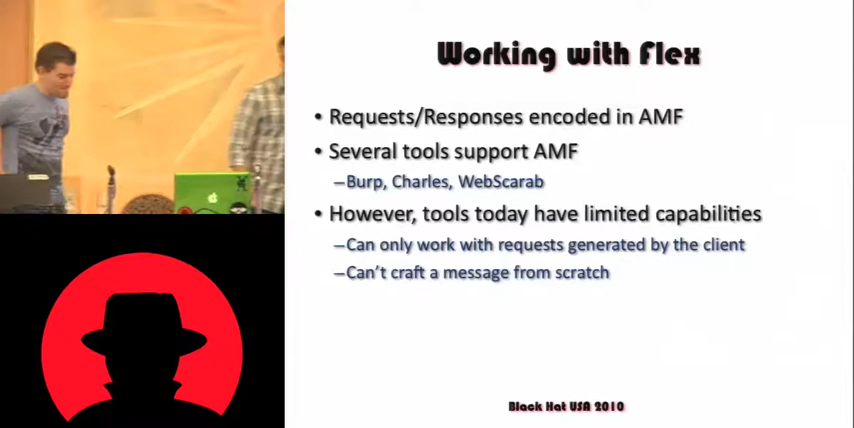 Working with Flex
• Requests/Responses encoded in AMF
• Several tools support AMF
–Burp, Charles, WebScarab
• However, tools today have limited capabilities
–Can only work with requests generated by the client
–Can't craft a message from scratch
Black Hat USA 2010